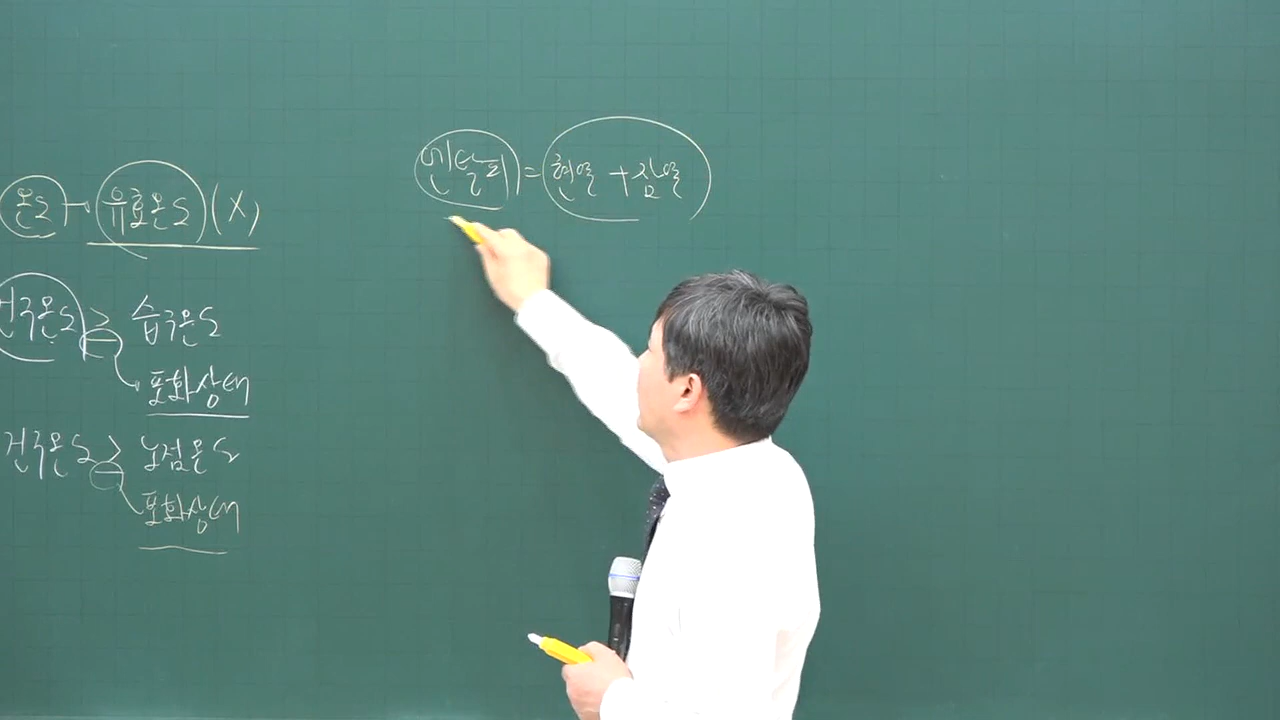 온도 → 유효온도 (X)
건구온도 ≥ 습구온도
포화상태
건구온도 ≥ 노점온도
포화상태
엔탈피 = 현열 + 잠열